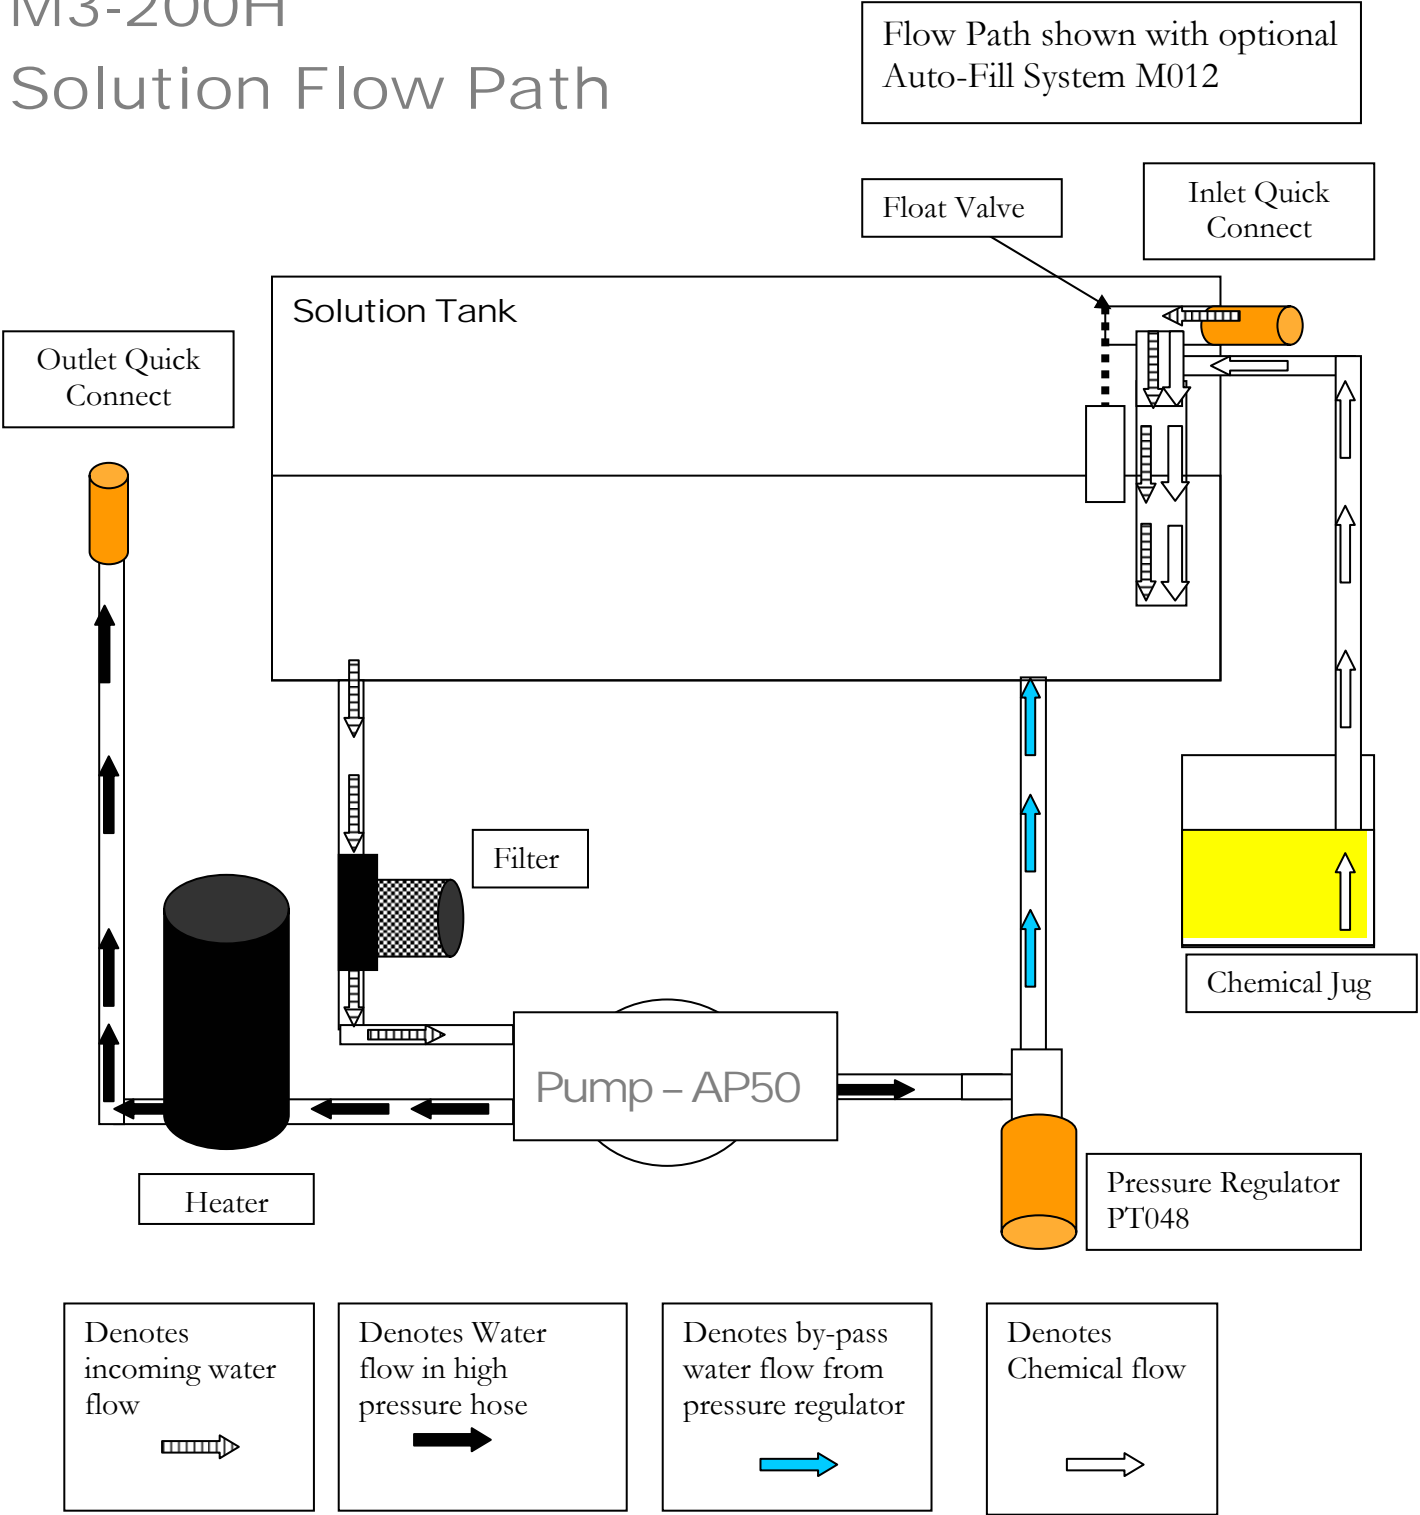 M3-200H
Solution Flow Path
Flow Path shown with optional
Auto-Fill System M012
Float Valve
Inlet Quick
Connect
Solution Tank
Outlet Quick
Connect
Filter
Chemical Jug
Pump – AP50
Heater
Pressure Regulator
PT048
Denotes
incoming water
flow
Denotes Water
flow in high
pressure hose
Denotes by-pass
water flow from
pressure regulator
Denotes
Chemical flow